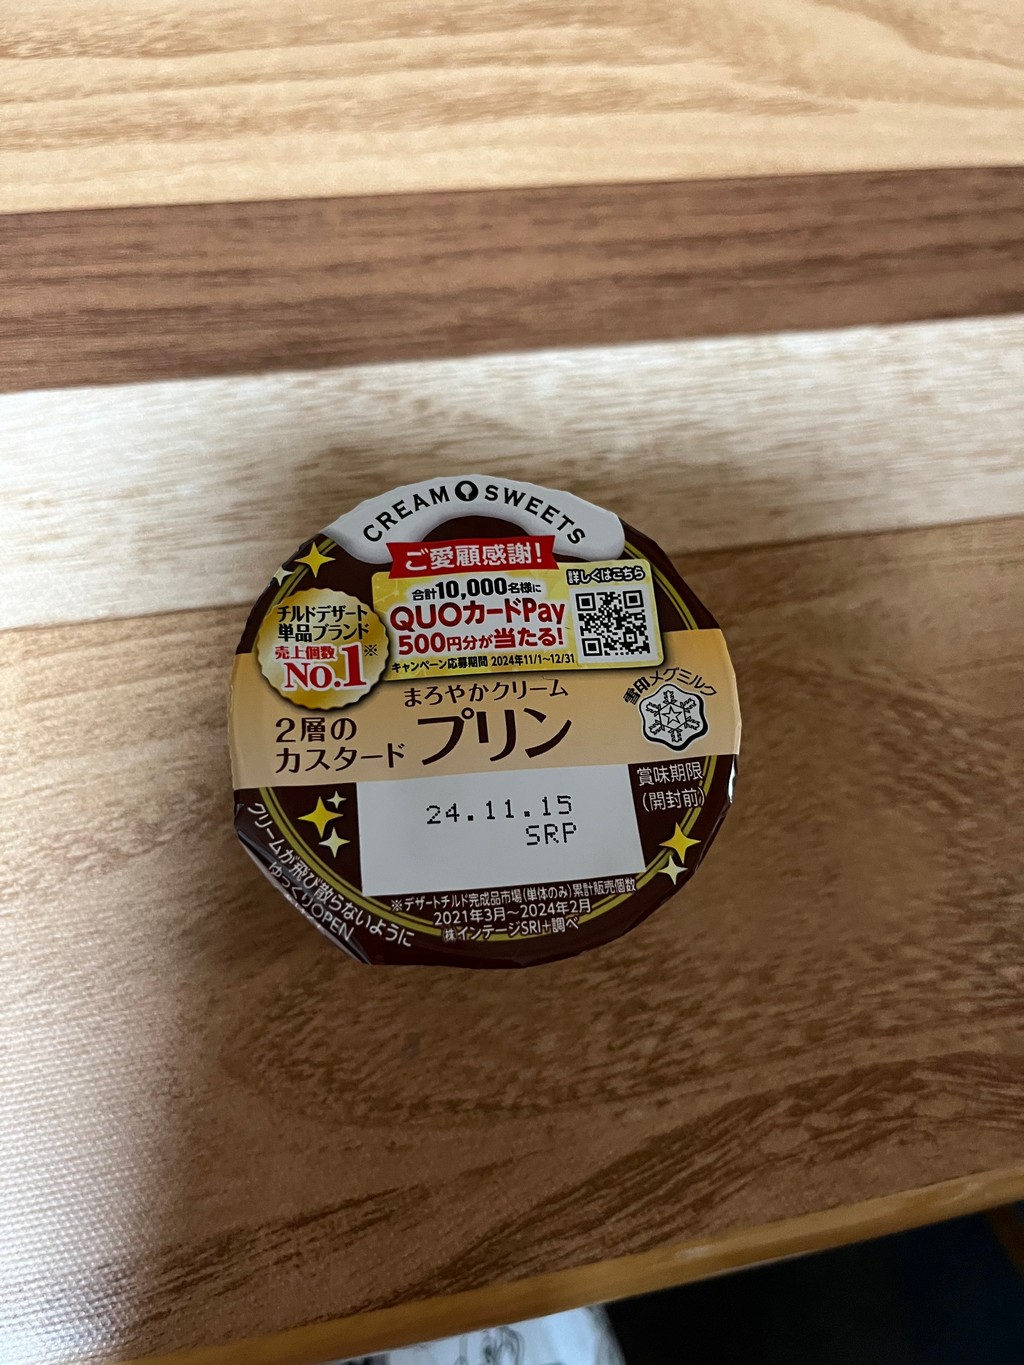 CREAM SWEETS
ご愛顧感謝!
合計10,000名様に
QUOカードPay
500円分が当たる!
キャンペーン応募期間 2024年11/1~12/31
詳しくはこちら
チルドデザート
単品ブランド
売上個数
No.1※
まろやかクリーム
2層の
カスタード
プリン
雪印メグミルク
賞味期限
(開封前)
24.11.15
SRP
クリームが飛び散らないように
ゆっくりOPEN
※デザートチルド完成品市場(単体のみ)累計販売個数
2021年3月~2024年2月
㈱インテージSRI+調べ